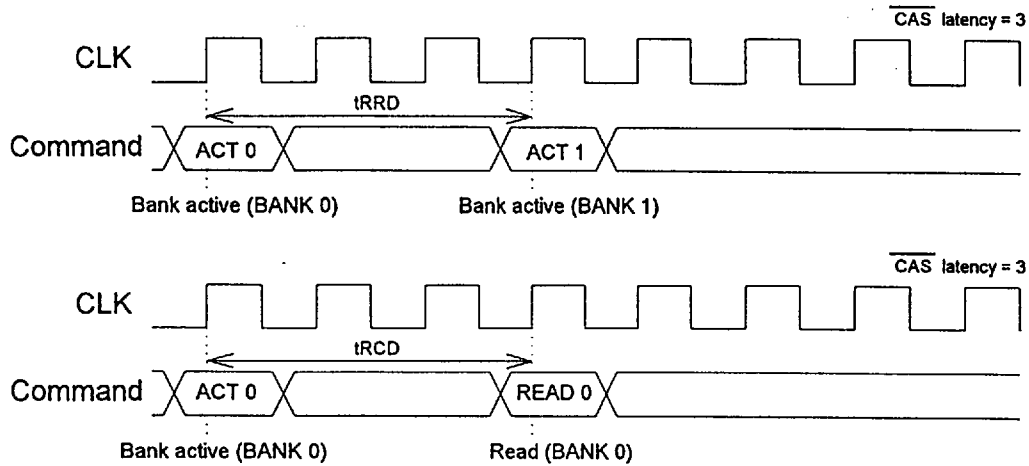 CAS latency = 3
CLK
tRRD
Command ACT 0 ACT 1
Bank active (BANK 0) Bank active (BANK 1)
CAS latency = 3
CLK
tRCD
Command ACT 0 READ 0
Bank active (BANK 0) Read (BANK 0)